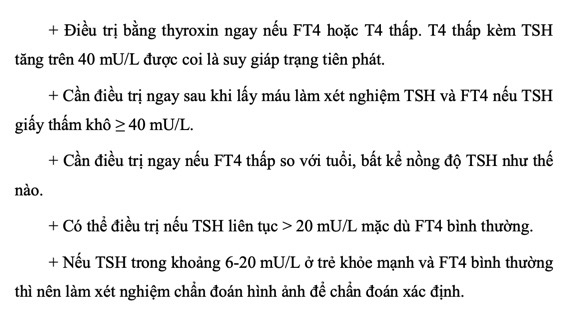 + Điều trị bằng thyroxin ngay nếu FT4 hoặc T4 thấp. T4 thấp kèm TSH
tăng trên 40 mU/L được coi là suy giáp trạng tiên phát.
+ Cần điều trị ngay sau khi lấy máu làm xét nghiệm TSH và FT4 nếu TSH
giấy thấm khô ≥ 40 mU/L.
+ Cần điều trị ngay nếu FT4 thấp so với tuổi, bất kể nồng độ TSH như thế
nào.
+ Có thể điều trị nếu TSH liên tục > 20 mU/L mặc dù FT4 bình thường.
+ Nếu TSH trong khoảng 6-20 mU/L ở trẻ khỏe mạnh và FT4 bình thường
thì nên làm xét nghiệm chẩn đoán hình ảnh để chẩn đoán xác định.